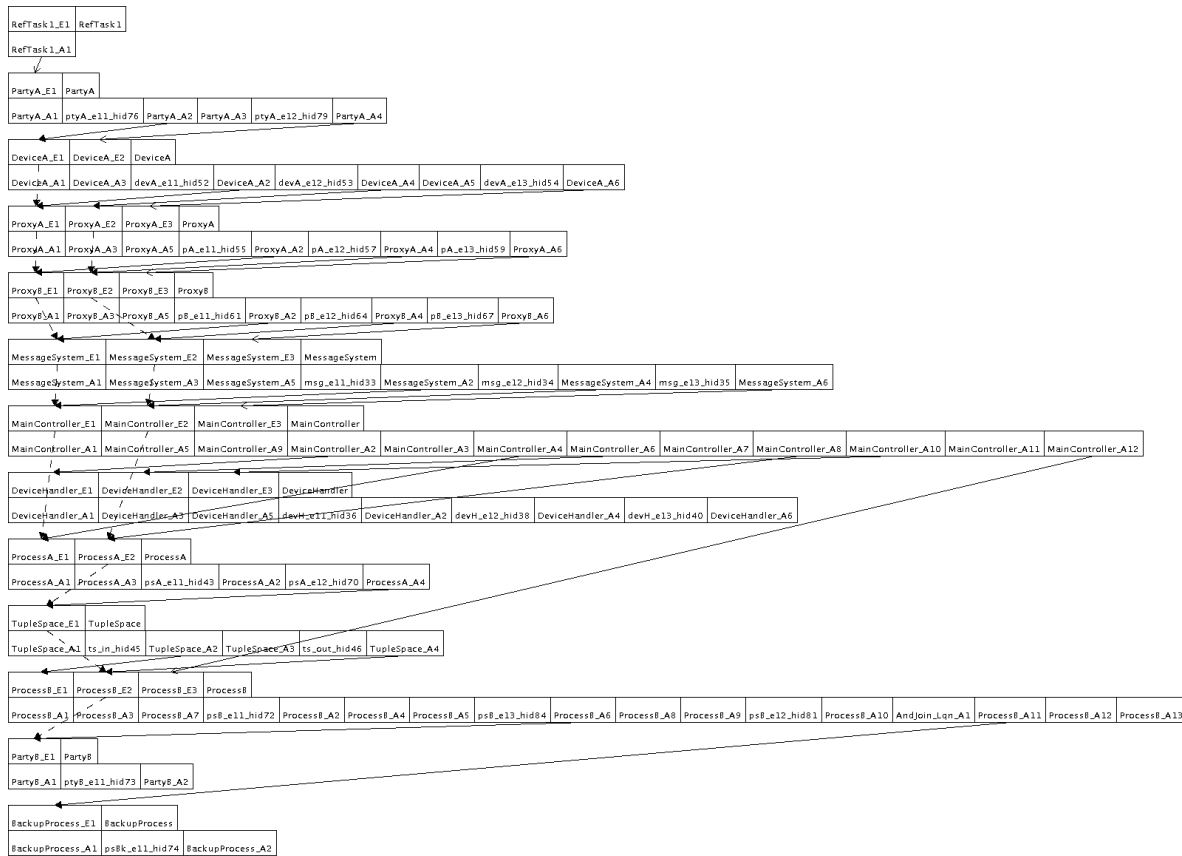 RefTask1_E1 RefTask1
RefTask1_A1
PartyA_E1 PartyA
PartyA_A1 ptyA_e11_hid76 PartyA_A2 PartyA_A3 ptyA_e12_hid79 PartyA_A4
DeviceA_E1 DeviceA_E2 DeviceA
DeviceA_A1 DeviceA_A3 devA_e11_hid52 DeviceA_A2 devA_e12_hid53 DeviceA_A4 DeviceA_A5 devA_e13_hid54 DeviceA_A6
ProxyA_E1 ProxyA_E2 ProxyA_E3 ProxyA
ProxyA_A1 ProxyA_A3 ProxyA_A5 pA_e11_hid55 ProxyA_A2 pA_e12_hid57 ProxyA_A4 pA_e13_hid59 ProxyA_A6
ProxyB_E1 ProxyB_E2 ProxyB_E3 ProxyB
ProxyB_A1 ProxyB_A3 ProxyB_A5 pB_e11_hid61 ProxyB_A2 pB_e12_hid64 ProxyB_A4 pB_e13_hid67 ProxyB_A6
MessageSystem_E1 MessageSystem_E2 MessageSystem_E3 MessageSystem
MessageSystem_A1 MessageSystem_A3 MessageSystem_A5 msg_e11_hid33 MessageSystem_A2 msg_e12_hid34 MessageSystem_A4 msg_e13_hid35 MessageSystem_A6
MainController_E1 MainController_E2 MainController_E3 MainController
MainController_A1 MainController_A5 MainController_A9 MainController_A2 MainController_A3 MainController_A4 MainController_A6 MainController_A7 MainController_A8 MainController_A10 MainController_A11 MainController_A12
DeviceHandler_E1 DeviceHandler_E2 DeviceHandler_E3 DeviceHandler
DeviceHandler_A1 DeviceHandler_A3 DeviceHandler_A5 devH_e11_hid36 DeviceHandler_A2 devH_e12_hid38 DeviceHandler_A4 devH_e13_hid40 DeviceHandler_A6
ProcessA_E1 ProcessA_E2 ProcessA
ProcessA_A1 ProcessA_A3 psA_e11_hid43 ProcessA_A2 psA_e12_hid70 ProcessA_A4
TupleSpace_E1 TupleSpace
TupleSpace_A1 ts_in_hid45 TupleSpace_A2 TupleSpace_A3 ts_out_hid46 TupleSpace_A4
ProcessB_E1 ProcessB_E2 ProcessB_E3 ProcessB
ProcessB_A1 ProcessB_A3 ProcessB_A7 psB_e11_hid72 ProcessB_A2 ProcessB_A4 ProcessB_A5 psB_e13_hid84 ProcessB_A6 ProcessB_A8 ProcessB_A9 psB_e12_hid81 ProcessB_A10 AndJoin_Lqn_A1 ProcessB_A11 ProcessB_A12 ProcessB_A13
PartyB_E1 PartyB
PartyB_A1 ptyB_e11_hid73 PartyB_A2
BackupProcess_E1 BackupProcess
BackupProcess_A1 psBk_e11_hid74 BackupProcess_A2